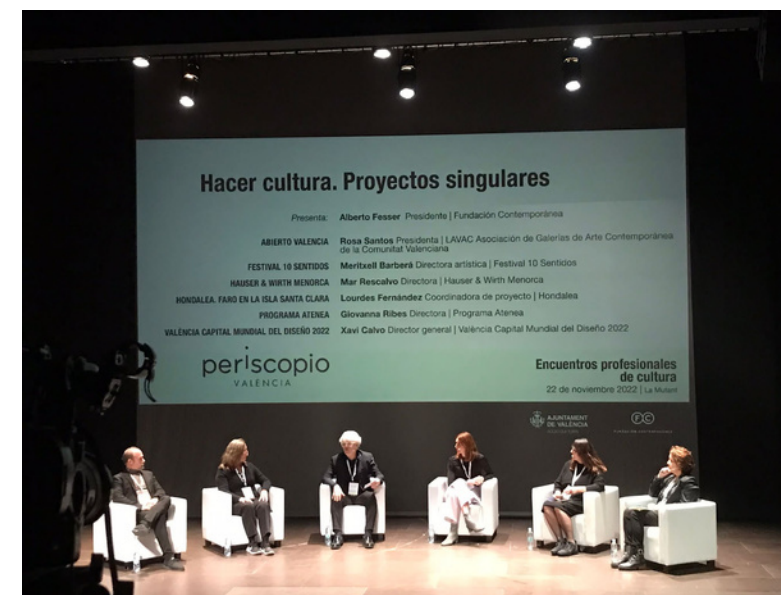 Hacer cultura. Proyectos singulares
Presenta: Alberto Fesser Presidente | Fundación Contemporánea
ABIERTO VALENCIA Rosa Santos Presidenta | LAVAC Asociación de Galerías de Arte Contemporánea
de la Comunitat Valenciana
FESTIVAL 10 SENTIDOS Meritxell Barberá Directora artística | Festival 10 Sentidos
HAUSER & WIRTH MENORCA Mar Rescalvo Directora | Hauser & Wirth Menorca
HONDALEA. FARO EN LA ISLA SANTA CLARA Lourdes Fernández Coordinadora de proyecto | Hondalea
PROGRAMA ATENEA Giovanna Ribes Directora | Programa Atenea
VALÈNCIA CAPITAL MUNDIAL DEL DISEÑO 2022 Xavi Calvo Director general | València Capital Mundial del Diseño 2022
periscopio
VALÈNCIA
Encuentros profesionales
de cultura
22 de noviembre 2022 | La Mutant
AJUNTAMENT
DE VALÈNCIA
FC